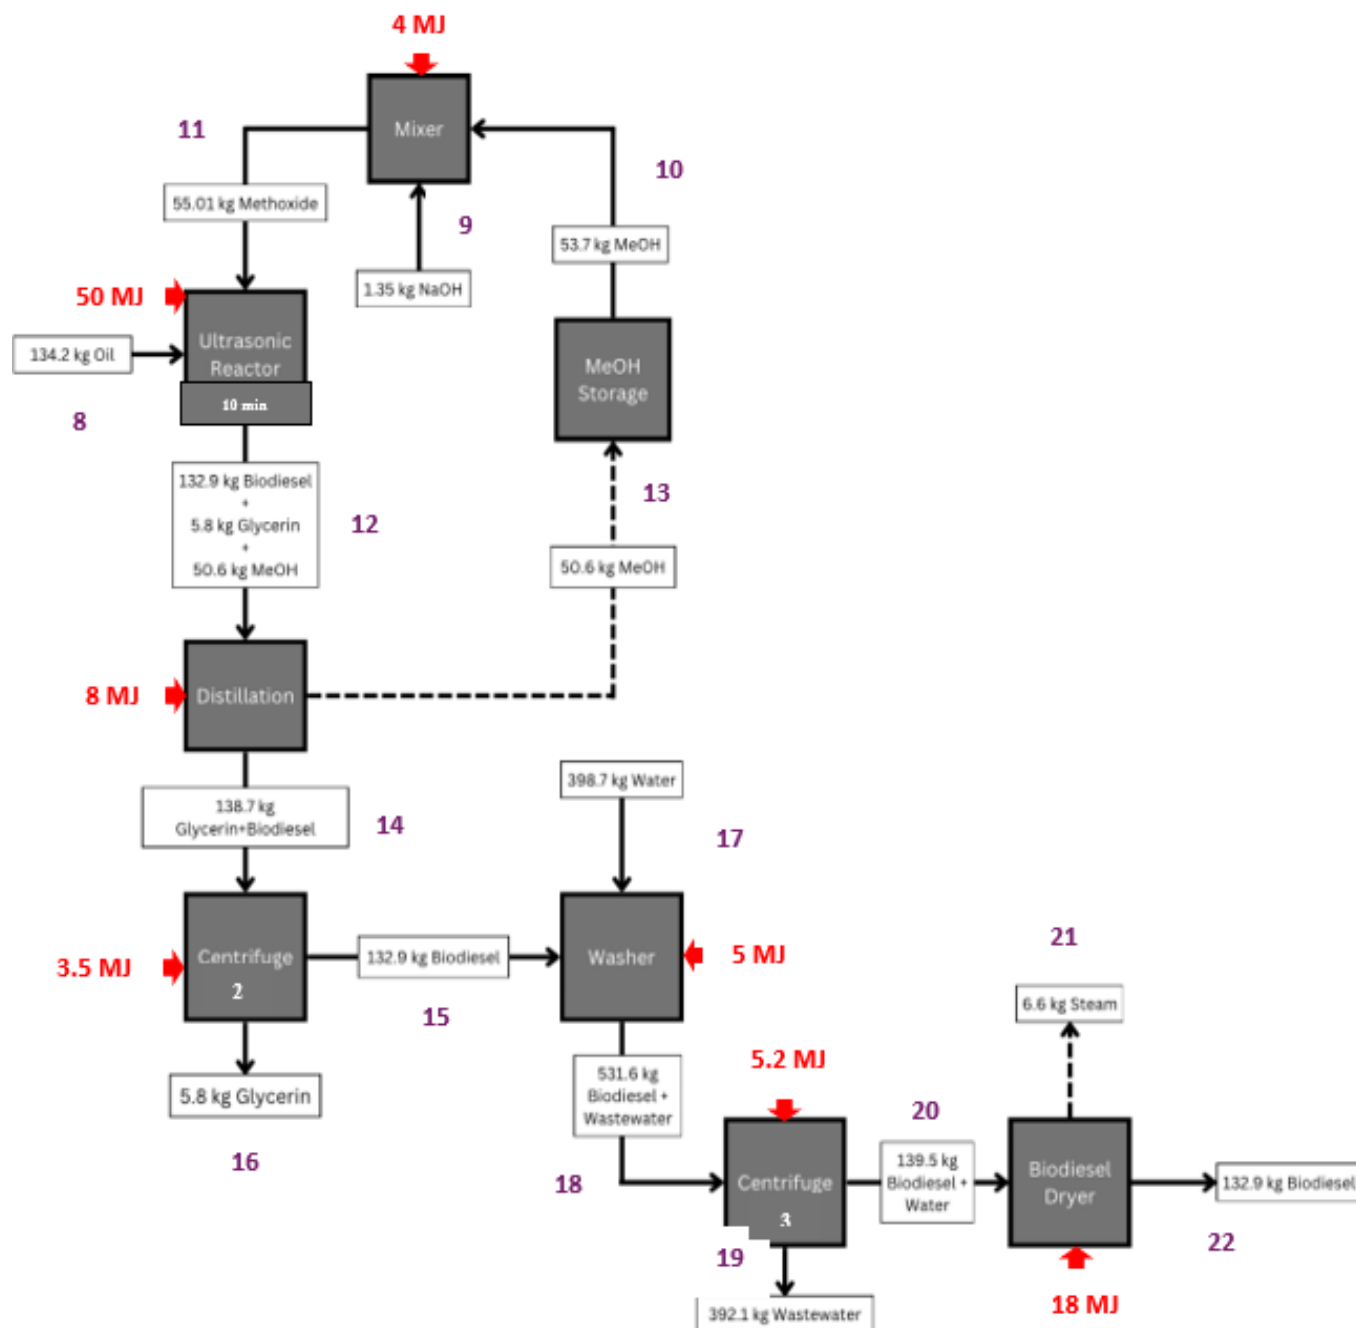 4 MJ
Mixer
11
10
55.01 kg Methoxide
9
53.7 kg MeOH
1.35 kg NaOH
50 MJ
134.2 kg Oil
Ultrasonic
Reactor
10 min
MeOH
Storage
8
132.9 kg Biodiesel
+
5.8 kg Glycerin
+
50.6 kg MeOH
12
13
50.6 kg MeOH
8 MJ
Distillation
398.7 kg Water
138.7 kg
Glycerin+Biodiesel
14
17
3.5 MJ
Centrifuge
2
132.9 kg Biodiesel
15
Washer
5 MJ
21
6.6 kg Steam
5.8 kg Glycerin
16
531.6 kg
Biodiesel +
Wastewater
18
5.2 MJ
20
Centrifuge
3
139.5 kg
Biodiesel +
Water
Biodiesel
Dryer
132.9 kg Biodiesel
22
19
392.1 kg Wastewater
18 MJ